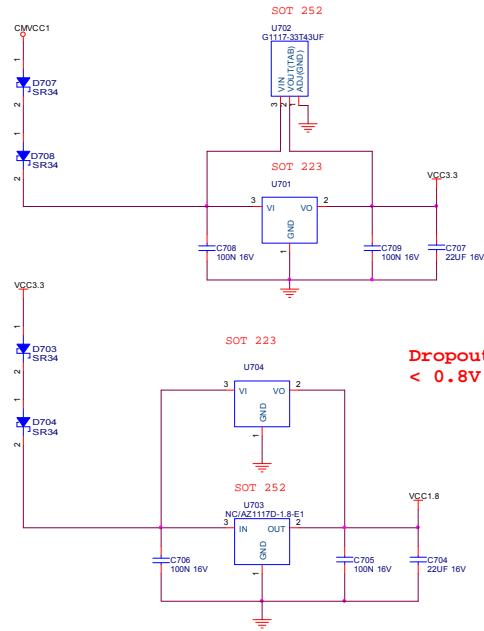 SOT 252
CMVCC1
U702
G1117-33T43UF
VIN
VOUT(TAB)
ADJ(GND)
3
2
1
1
D707
SR34
2
1
D708
SR34
2
SOT 223
U701
VCC3.3
3
VI
VO
2
GND
1
C708
100N 16V
C709
100N 16V
C707
22UF 16V
VCC3.3
1
D703
SR34
2
1
D704
SR34
2
SOT 223
U704
Dropout
< 0.8V
3
VI
VO
2
GND
1
SOT 252
U703
NC/AZ1117D-1.8-E1
VCC1.8
3
IN
OUT
2
GND
1
C706
100N 16V
C705
100N 16V
C704
22UF 16V